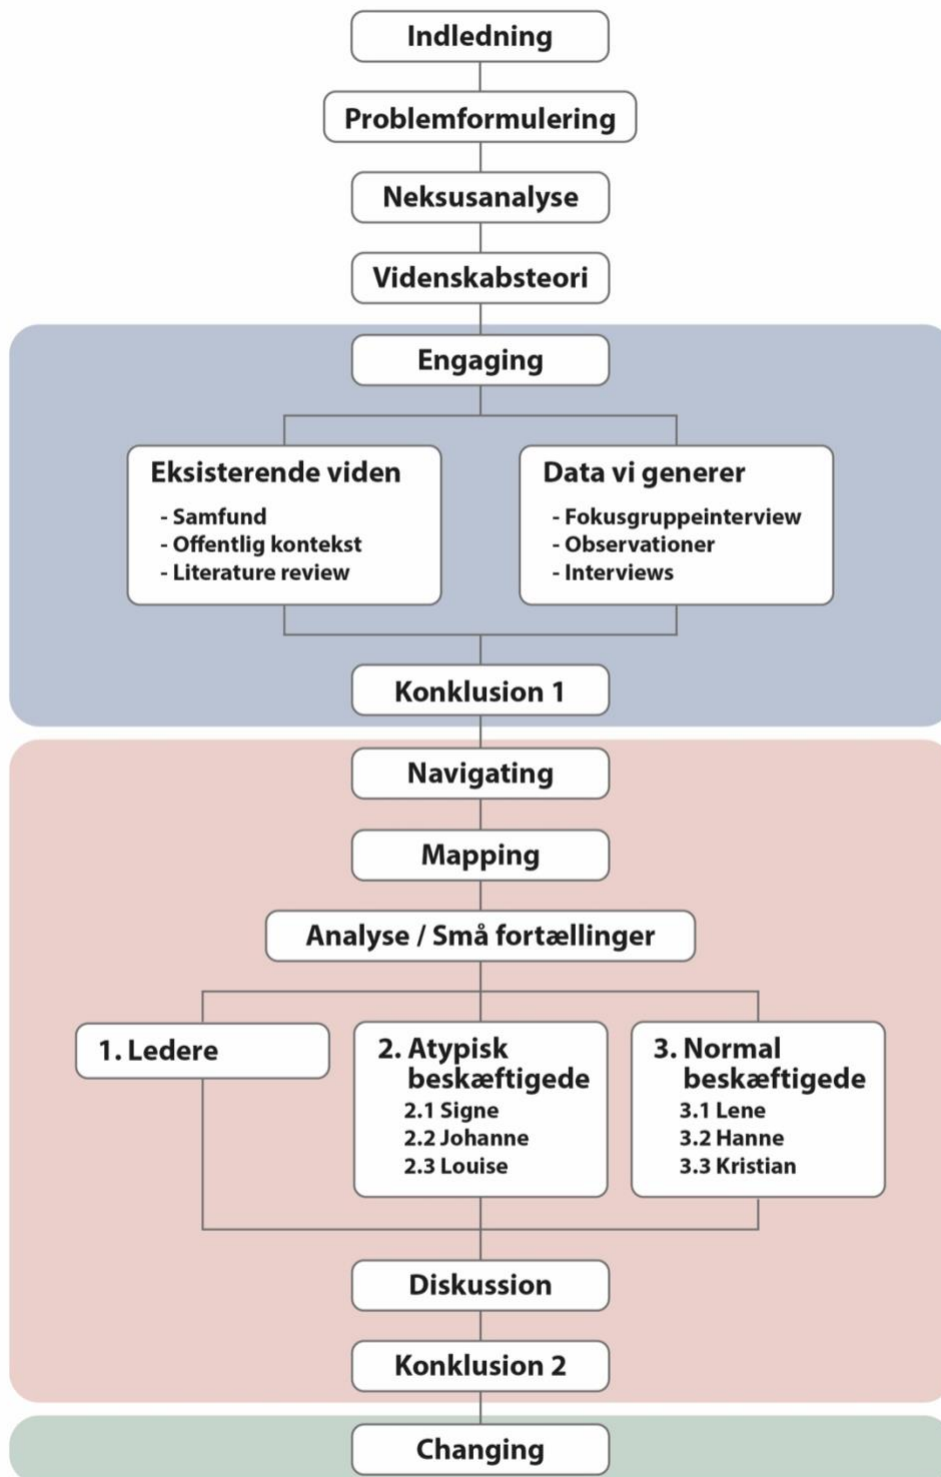 Indledning
Problemformulering
Neksusanalyse
Videnskabsteori
Engaging
Eksisterende viden
- Samfund
- Offentlig kontekst
- Literature review
Data vi generer
- Fokusgruppeinterview
- Observationer
- Interviews
Konklusion 1
Navigating
Mapping
Analyse / Små fortællinger
1. Ledere
2. Atypisk
beskæftigede
2.1 Signe
2.2 Johanne
2.3 Louise
3. Normal
beskæftigede
3.1 Lene
3.2 Hanne
3.3 Kristian
Diskussion
Konklusion 2
Changing